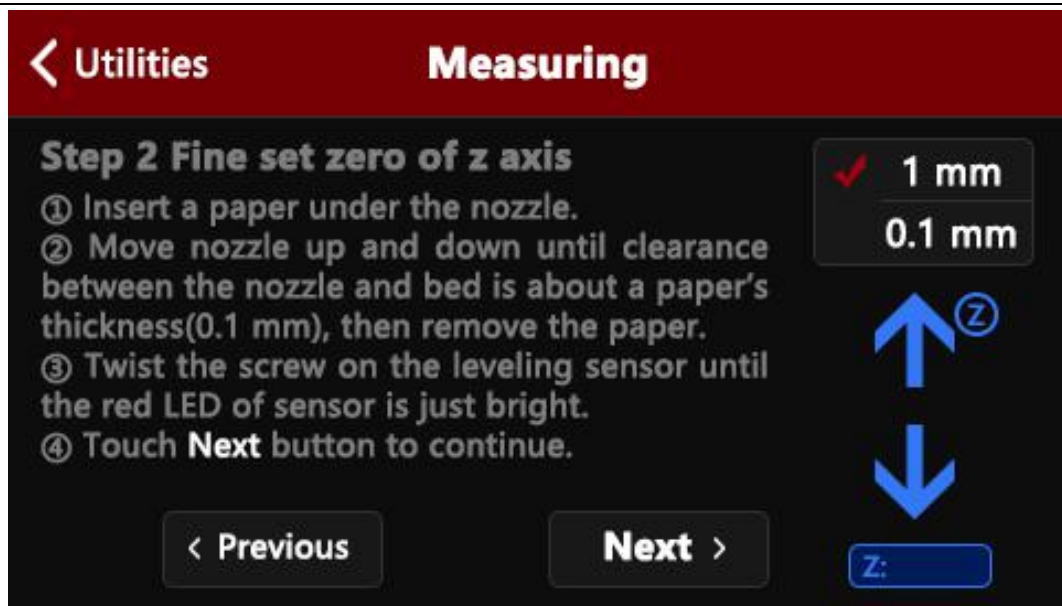 Utilities
Measuring
Step 2 Fine set zero of z axis
① Insert a paper under the nozzle.
② Move nozzle up and down until clearance
between the nozzle and bed is about a paper's
thickness(0.1 mm), then remove the paper.
③ Twist the screw on the leveling sensor until
the red LED of sensor is just bright.
④ Touch Next button to continue.
1 mm
0.1 mm
Z
< Previous
Next >
Z: